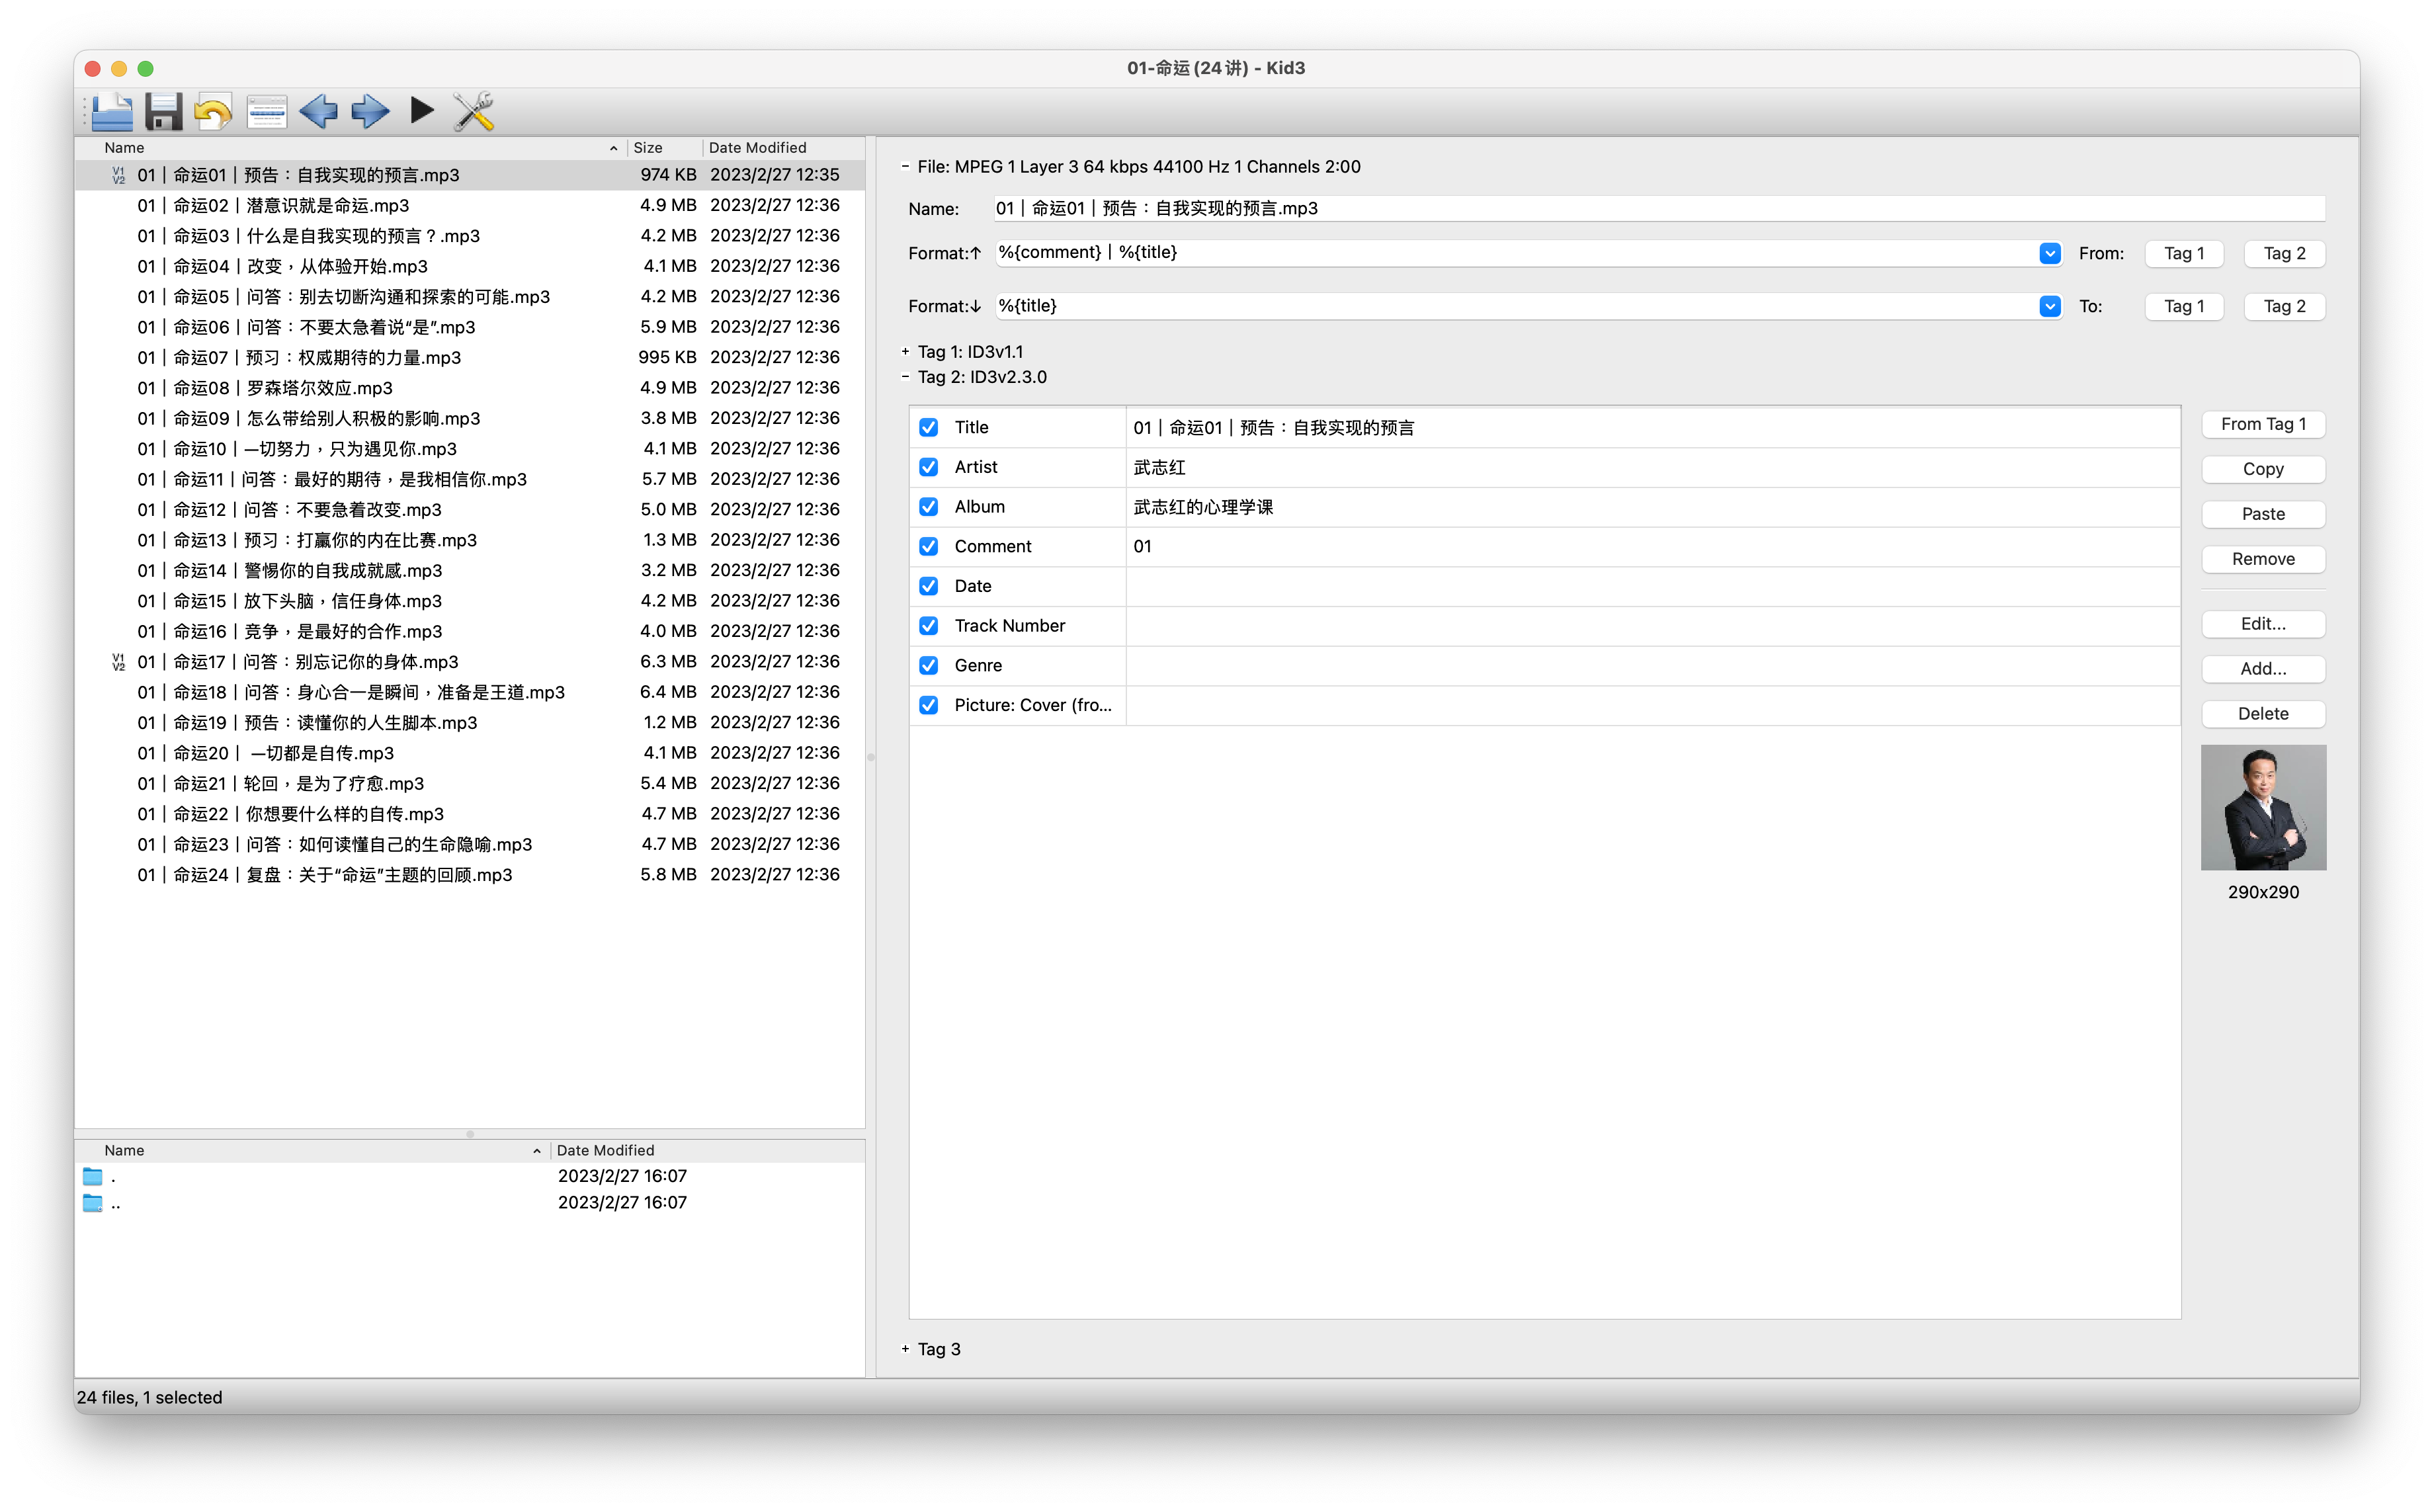 01-命运 (24 讲) - Kid3
Name Size Date Modified
V1 V2 01｜命运01｜预告：自我实现的预言.mp3 974 KB 2023/2/27 12:35
01｜命运02｜潜意识就是命运.mp3 4.9 MB 2023/2/27 12:36
01｜命运03｜什么是自我实现的预言？.mp3 4.2 MB 2023/2/27 12:36
01｜命运04｜改变，从体验开始.mp3 4.1 MB 2023/2/27 12:36
01｜命运05｜问答：别去切断沟通和探索的可能.mp3 4.2 MB 2023/2/27 12:36
01｜命运06｜问答：不要太急着说“是”.mp3 5.9 MB 2023/2/27 12:36
01｜命运07｜预习：权威期待的力量.mp3 995 KB 2023/2/27 12:36
01｜命运08｜罗森塔尔效应.mp3 4.9 MB 2023/2/27 12:36
01｜命运09｜怎么带给别人积极的影响.mp3 3.8 MB 2023/2/27 12:36
01｜命运10｜一切努力，只为遇见你.mp3 4.1 MB 2023/2/27 12:36
01｜命运11｜问答：最好的期待，是我相信你.mp3 5.7 MB 2023/2/27 12:36
01｜命运12｜问答：不要急着改变.mp3 5.0 MB 2023/2/27 12:36
01｜命运13｜预习：打赢你的内在比赛.mp3 1.3 MB 2023/2/27 12:36
01｜命运14｜警惕你的自我成就感.mp3 3.2 MB 2023/2/27 12:36
01｜命运15｜放下头脑，信任身体.mp3 4.2 MB 2023/2/27 12:36
01｜命运16｜竞争，是最好的合作.mp3 4.0 MB 2023/2/27 12:36
V1 V2 01｜命运17｜问答：别忘记你的身体.mp3 6.3 MB 2023/2/27 12:36
01｜命运18｜问答：身心合一是瞬间，准备是王道.mp3 6.4 MB 2023/2/27 12:36
01｜命运19｜预告：读懂你的人生脚本.mp3 1.2 MB 2023/2/27 12:36
01｜命运20｜ 一切都是自传.mp3 4.1 MB 2023/2/27 12:36
01｜命运21｜轮回，是为了疗愈.mp3 5.4 MB 2023/2/27 12:36
01｜命运22｜你想要什么样的自传.mp3 4.7 MB 2023/2/27 12:36
01｜命运23｜问答：如何读懂自己的生命隐喻.mp3 4.7 MB 2023/2/27 12:36
01｜命运24｜复盘：关于“命运”主题的回顾.mp3 5.8 MB 2023/2/27 12:36
Name Date Modified
. 2023/2/27 16:07
.. 2023/2/27 16:07
24 files, 1 selected
File: MPEG 1 Layer 3 64 kbps 44100 Hz 1 Channels 2:00
Name: 01｜命运01｜预告：自我实现的预言.mp3
Format:↑ %{comment}｜%{title} From: Tag 1 Tag 2
Format:↓ %{title} To: Tag 1 Tag 2
+ Tag 1: ID3v1.1
− Tag 2: ID3v2.3.0
Title 01｜命运01｜预告：自我实现的预言
Artist 武志红
Album 武志红的心理学课
Comment 01
Date
Track Number
Genre
Picture: Cover (fro...
From Tag 1
Copy
Paste
Remove
Edit...
Add...
Delete
290x290
+ Tag 3